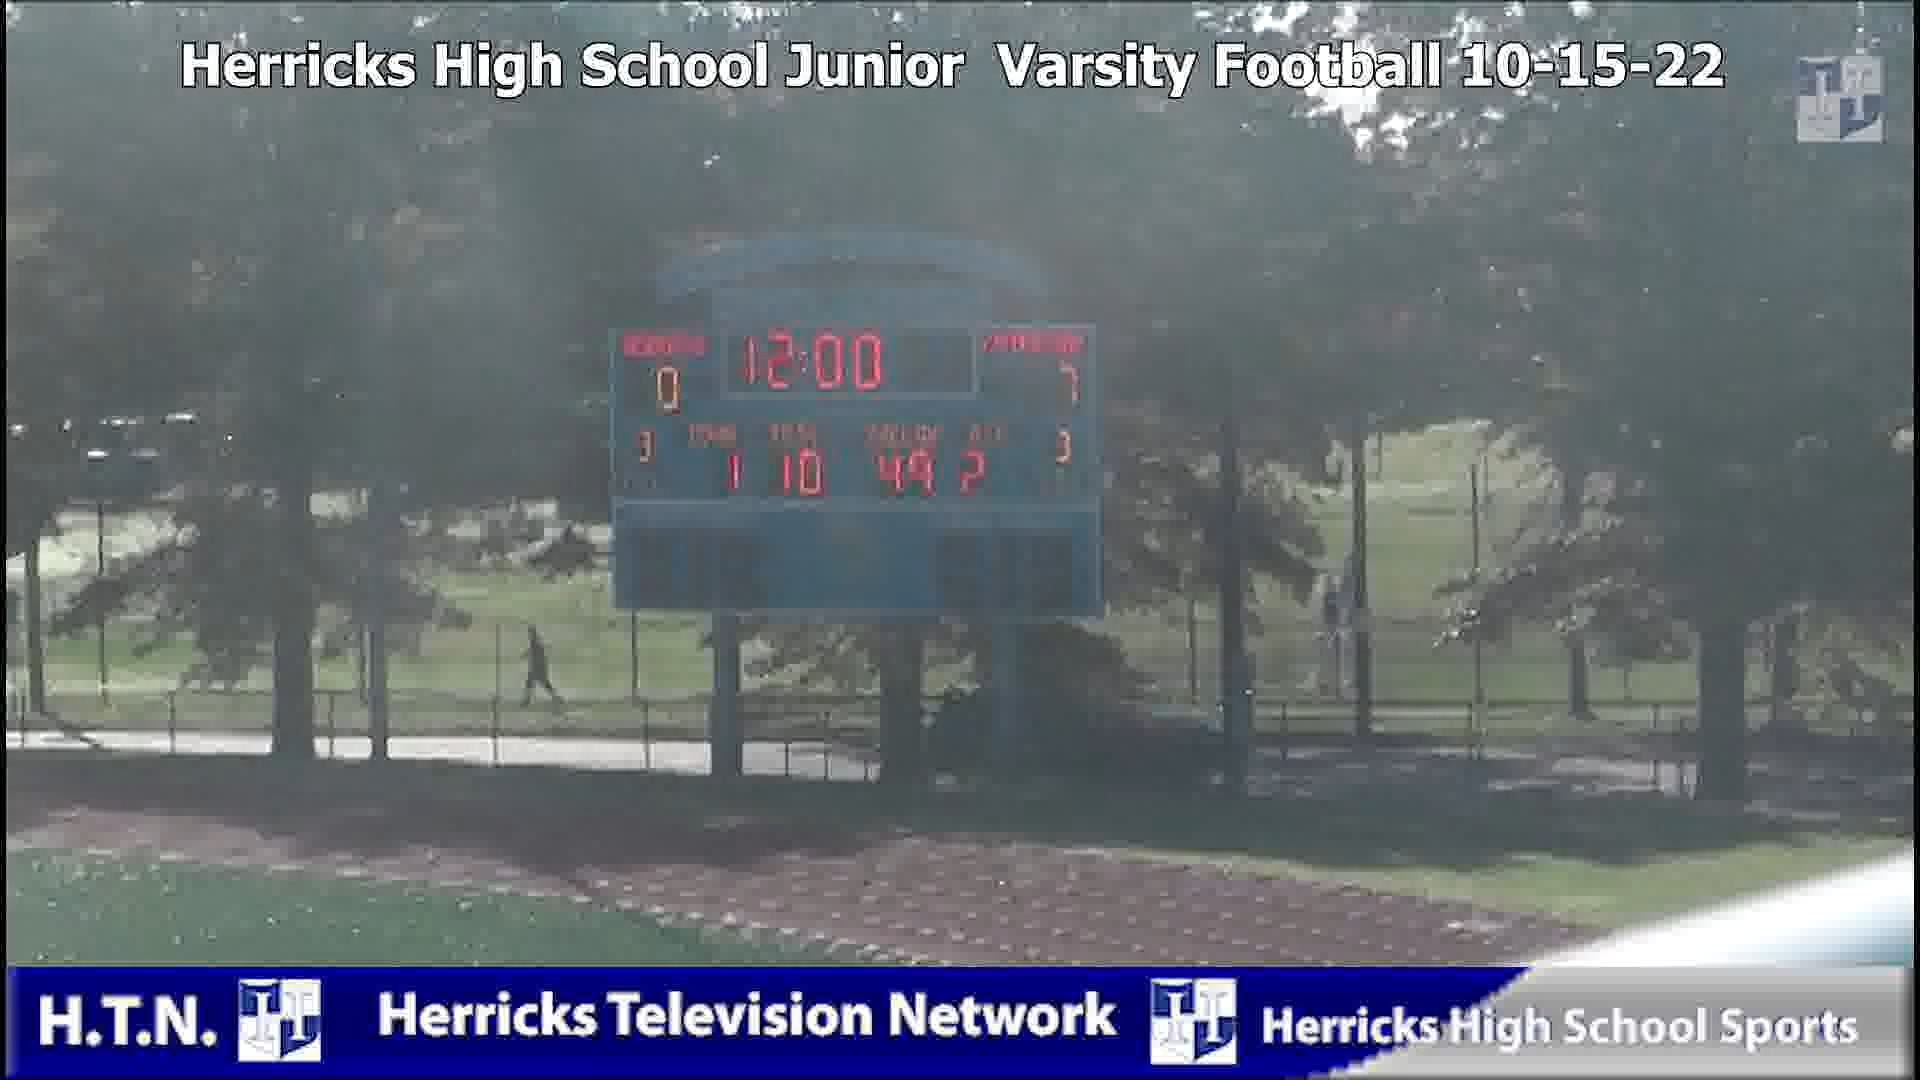 Herricks High School Junior Varsity Football 10-15-22
12:00
0 7
3 3
1 10 49 2
H.T.N. Herricks Television Network Herricks High School Sports